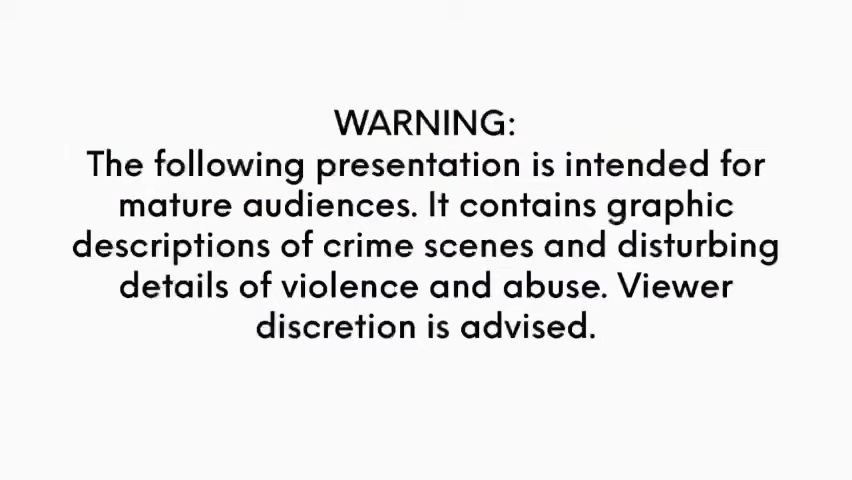 WARNING:
The following presentation is intended for
mature audiences. It contains graphic
descriptions of crime scenes and disturbing
details of violence and abuse. Viewer
discretion is advised.